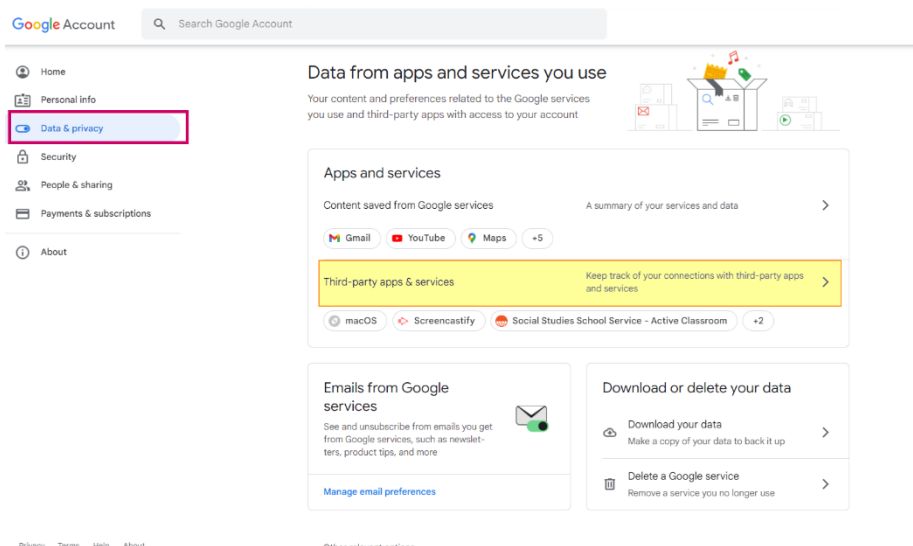 Google Account
Search Google Account
Home
Personal info
Data & privacy
Security
People & sharing
Payments & subscriptions
About
Data from apps and services you use
Your content and preferences related to the Google services
you use and third-party apps with access to your account
Apps and services
Content saved from Google services
A summary of your services and data
Gmail
YouTube
Maps
+5
Third-party apps & services
Keep track of your connections with third-party apps
and services
macOS
Screencastify
Social Studies School Service - Active Classroom
+2
Emails from Google
services
See and unsubscribe from emails you get
from Google services, such as newslet-
ters, product tips, and more
Manage email preferences
Download or delete your data
Download your data
Make a copy of your data to back it up
Delete a Google service
Remove a service you no longer use
Privacy Terms Help About